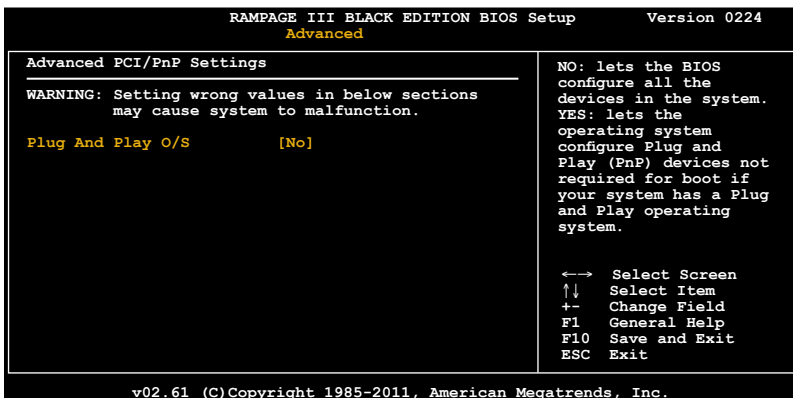 RAMPAGE III BLACK EDITION BIOS Setup Version 0224
Advanced
Advanced PCI/PnP Settings
WARNING: Setting wrong values in below sections
may cause system to malfunction.
Plug And Play O/S [No]
NO: lets the BIOS
configure all the
devices in the system.
YES: lets the
operating system
configure Plug and
Play (PnP) devices not
required for boot if
your system has a Plug
and Play operating
system.
←→ Select Screen
↑↓ Select Item
+- Change Field
F1 General Help
F10 Save and Exit
ESC Exit
v02.61 (C)Copyright 1985-2011, American Megatrends, Inc.